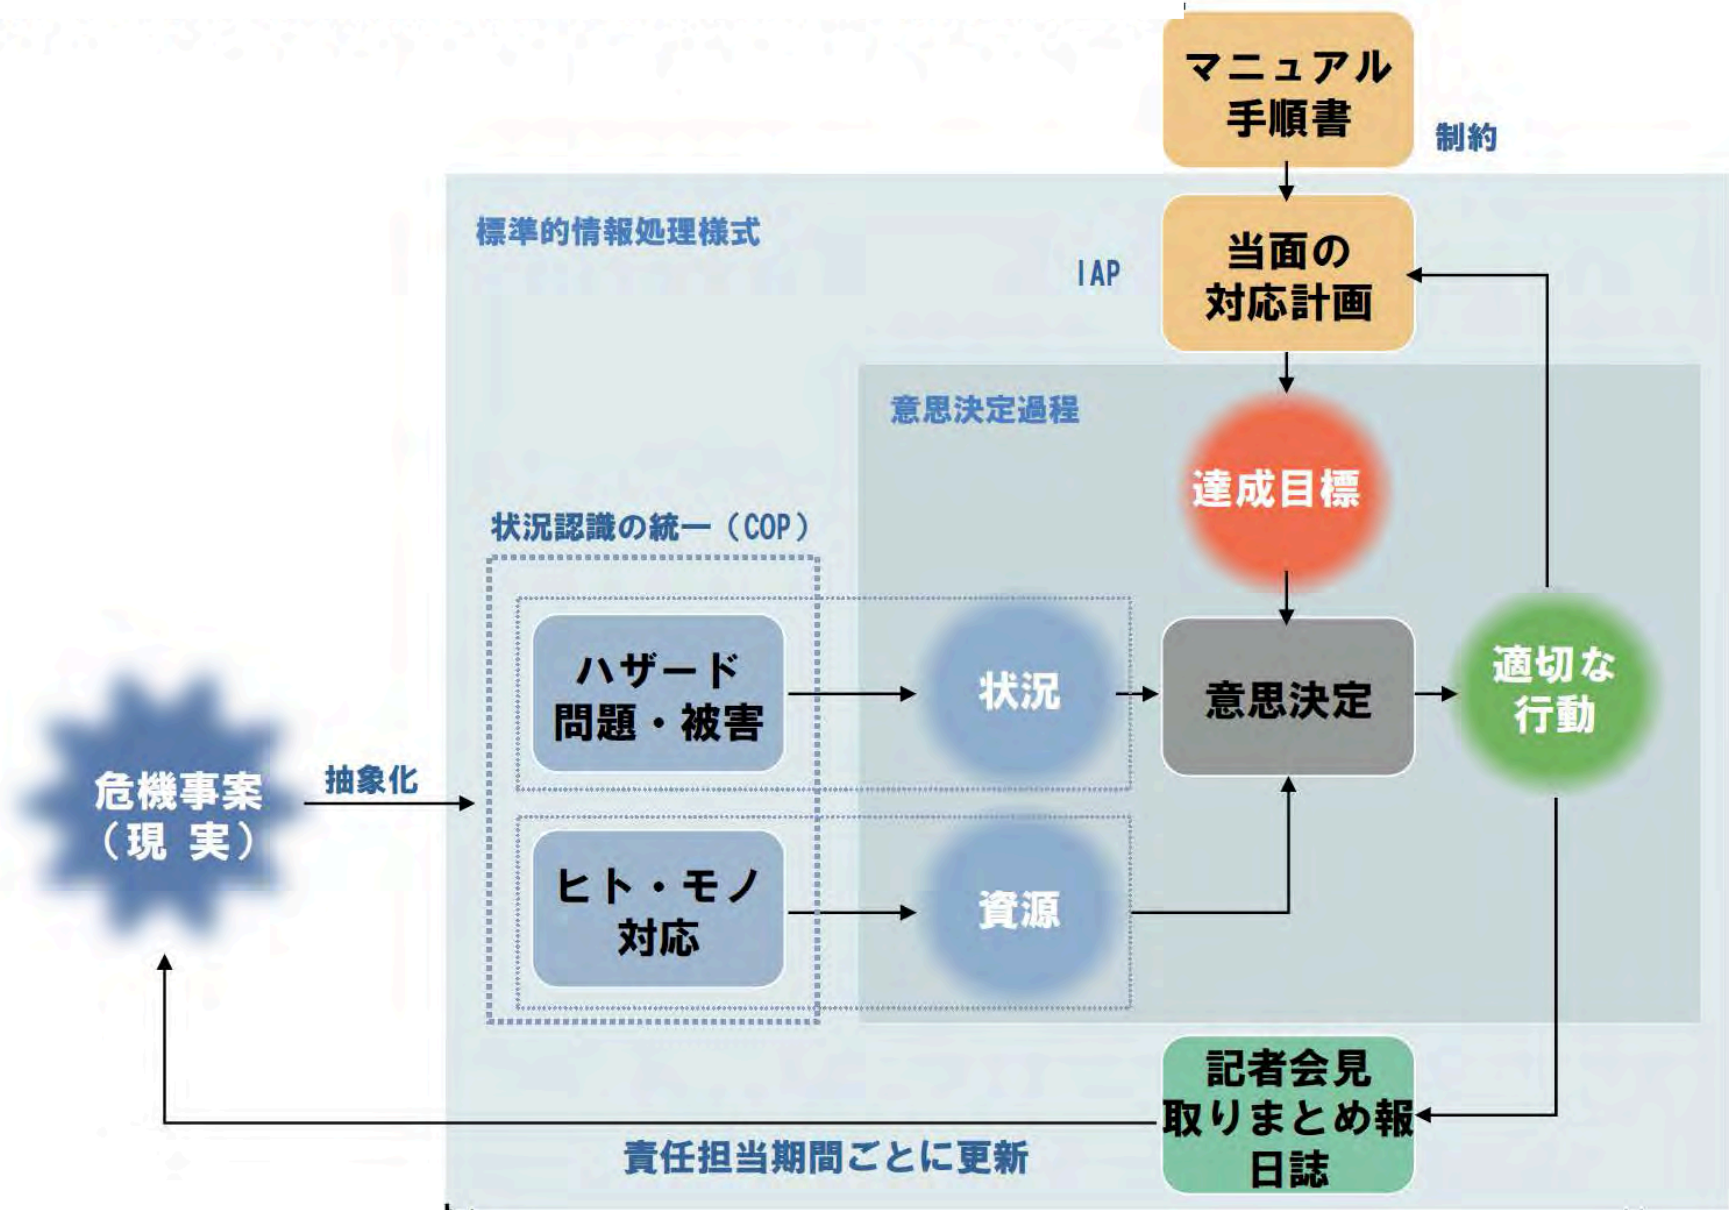 マニュアル
手順書
制約
標準的情報処理様式
IAP
当面の
対応計画
意思決定過程
達成目標
状況認識の統一（COP）
ハザード
問題・被害
状況
意思決定
適切な
行動
危機事案
（現 実）
抽象化
ヒト・モノ
対応
資源
記者会見
取りまとめ報
日誌
責任担当期間ごとに更新